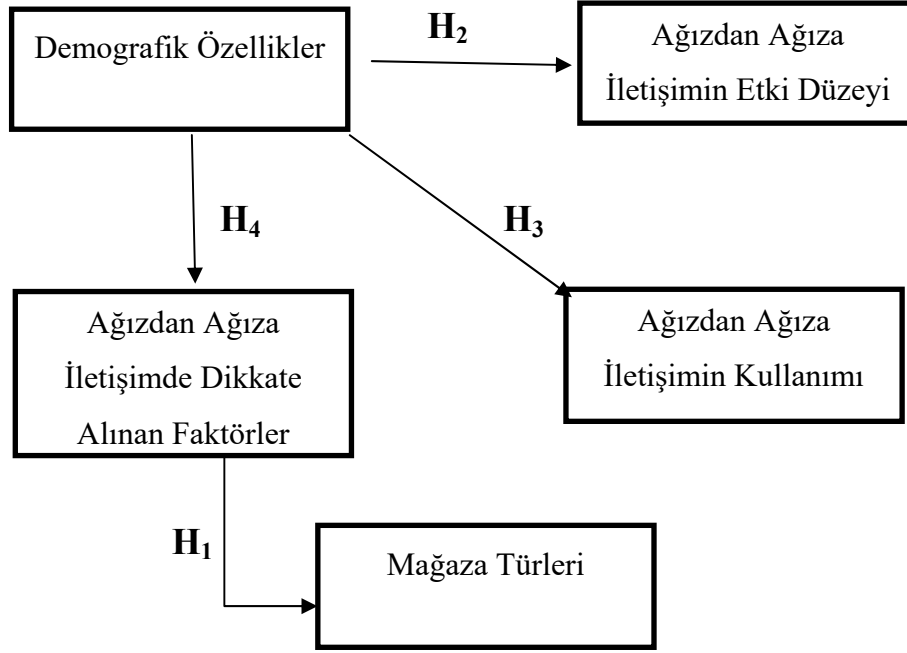 Demografik Özellikler
H₂
Ağızdan Ağıza
İletişimin Etki Düzeyi
H₄
H₃
Ağızdan Ağıza
İletişimde Dikkate
Alınan Faktörler
Ağızdan Ağıza
İletişimin Kullanımı
H₁
Mağaza Türleri